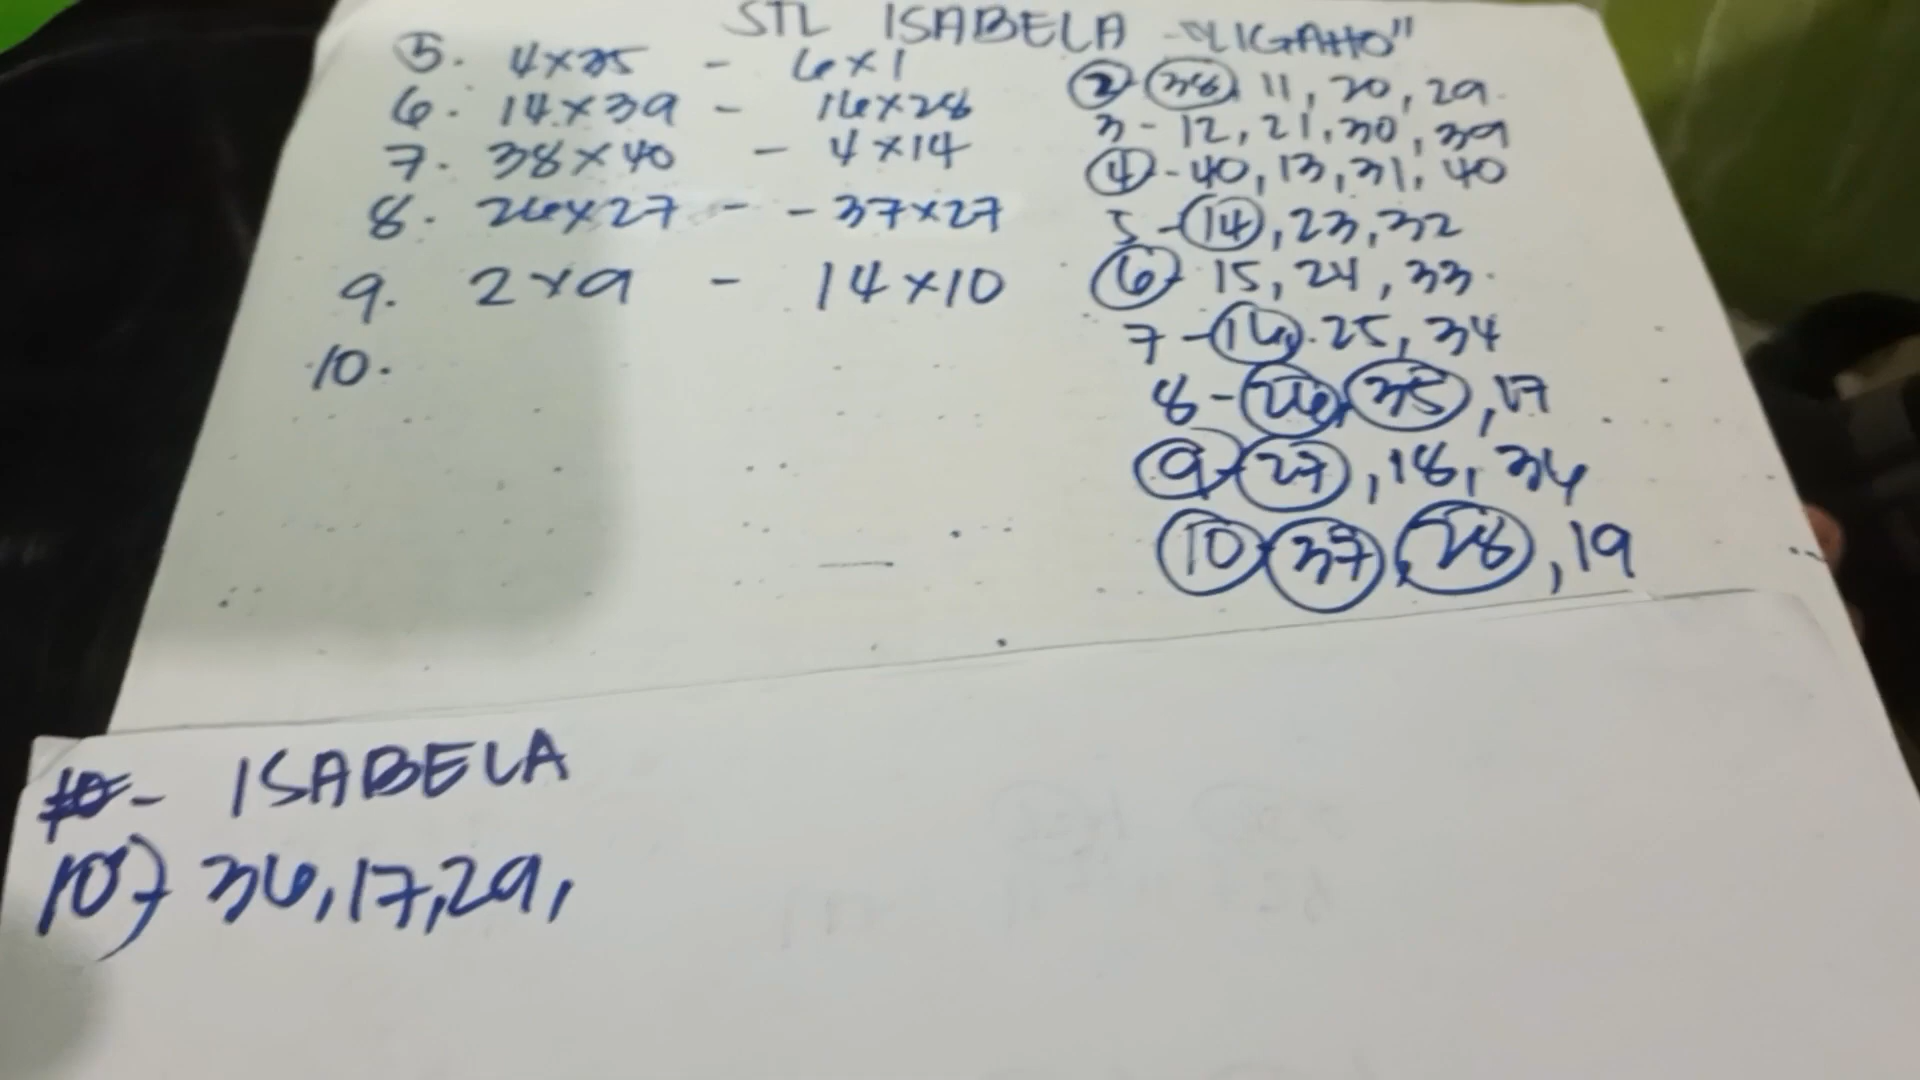 STL ISABELA - "LIGAHO"
5. 4x35 - 6x1
6. 14x39 - 16x28
7. 38x40 - 4x14
8. 26x27 - - 37x27
9. 2x9 - 14x10
10.
2 - 38, 11, 20, 29.
3 - 12, 21, 30, 39
4 - 40, 13, 31, 40
5 - 14, 23, 32
6 - 15, 24, 33.
7 - 16. 25, 34
8 - 26, 35, 17
9 - 27, 18, 36
10 - 37, 28, 19
- ISABELA
10) 36, 17, 29,